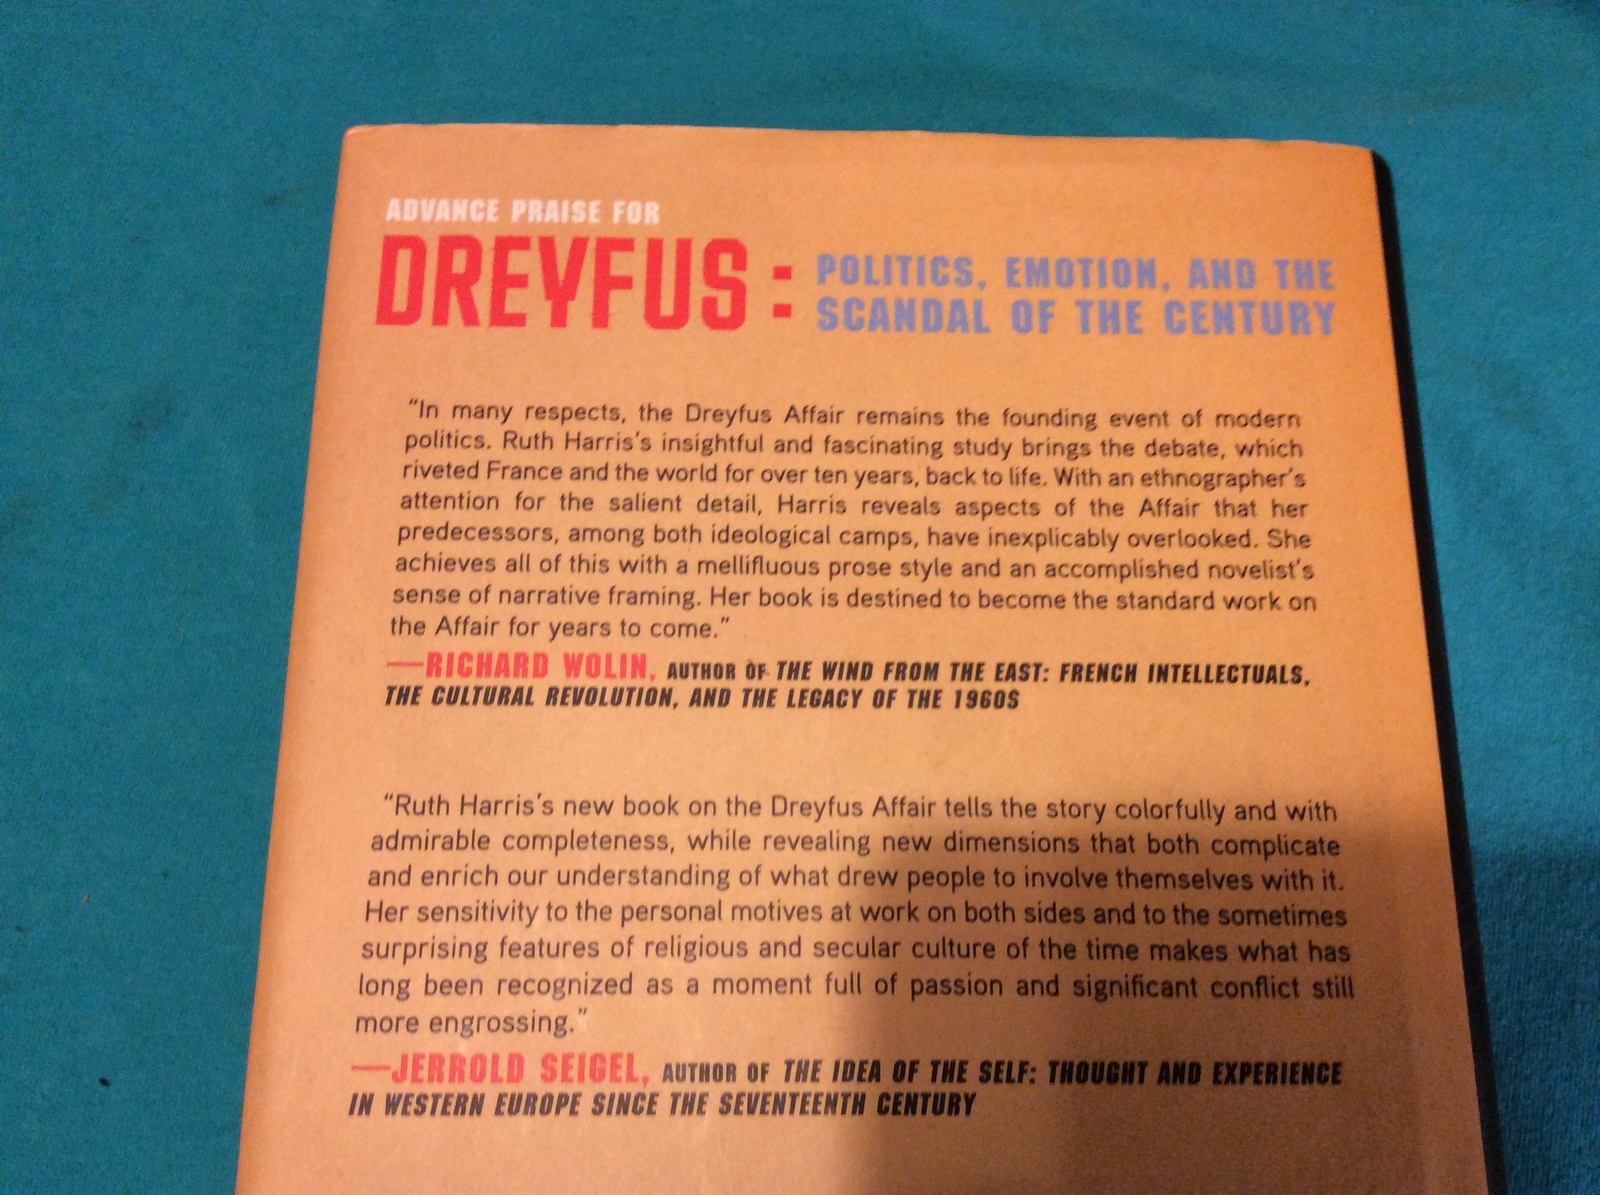 ADVANCE PRAISE FOR
DREYFUS: POLITICS, EMOTION, AND THE
SCANDAL OF THE CENTURY
“In many respects, the Dreyfus Affair remains the founding event of modern
politics. Ruth Harris’s insightful and fascinating study brings the debate, which
riveted France and the world for over ten years, back to life. With an ethnographer’s
attention for the salient detail, Harris reveals aspects of the Affair that her
predecessors, among both ideological camps, have inexplicably overlooked. She
achieves all of this with a mellifluous prose style and an accomplished novelist’s
sense of narrative framing. Her book is destined to become the standard work on
the Affair for years to come.”
—RICHARD WOLIN, AUTHOR OF THE WIND FROM THE EAST: FRENCH INTELLECTUALS,
THE CULTURAL REVOLUTION, AND THE LEGACY OF THE 1960S
“Ruth Harris’s new book on the Dreyfus Affair tells the story colorfully and with
admirable completeness, while revealing new dimensions that both complicate
and enrich our understanding of what drew people to involve themselves with it.
Her sensitivity to the personal motives at work on both sides and to the sometimes
surprising features of religious and secular culture of the time makes what has
long been recognized as a moment full of passion and significant conflict still
more engrossing.”
—JERROLD SEIGEL, AUTHOR OF THE IDEA OF THE SELF: THOUGHT AND EXPERIENCE
IN WESTERN EUROPE SINCE THE SEVENTEENTH CENTURY